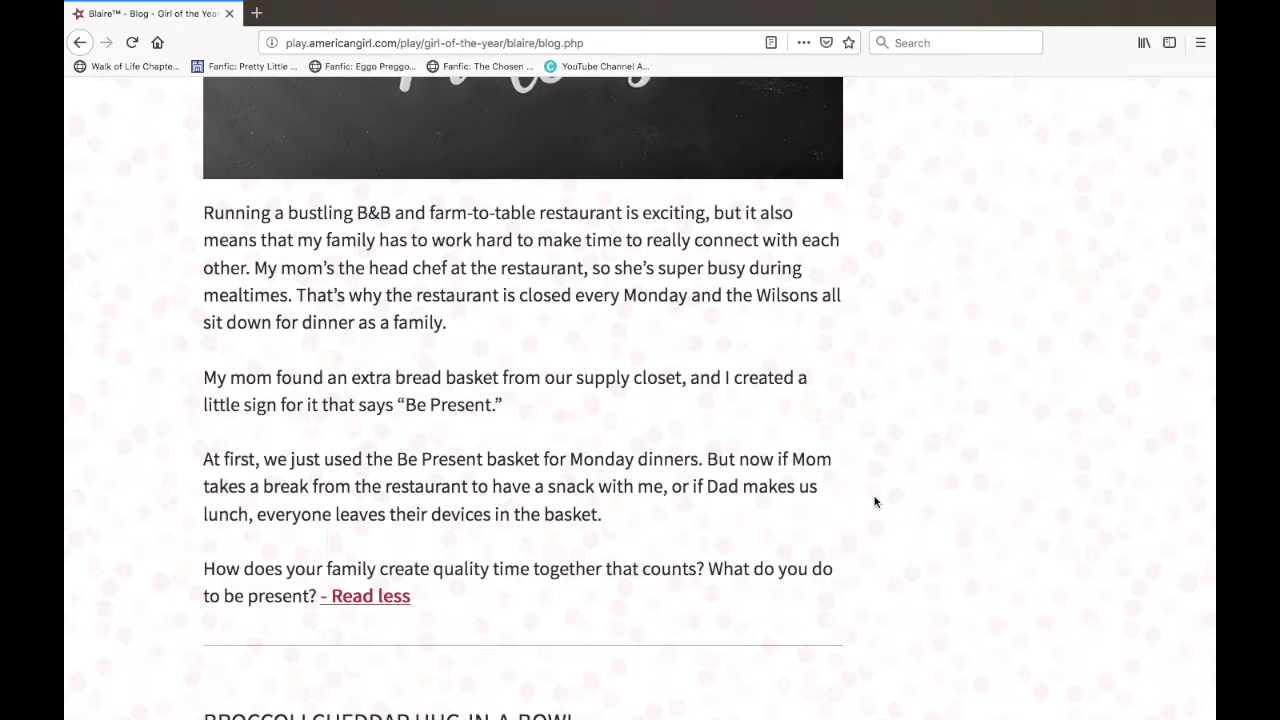 Blaire™ - Blog - Girl of the Year
play.americangirl.com/play/girl-of-the-year/blaire/blog.php
Search
Walk of Life Chapte...
Fanfic: Pretty Little ...
Fanfic: Eggo Preggo...
Fanfic: The Chosen ...
YouTube Channel A...
Running a bustling B&B and farm-to-table restaurant is exciting, but it also
means that my family has to work hard to make time to really connect with each
other. My mom’s the head chef at the restaurant, so she’s super busy during
mealtimes. That’s why the restaurant is closed every Monday and the Wilsons all
sit down for dinner as a family.
My mom found an extra bread basket from our supply closet, and I created a
little sign for it that says “Be Present.”
At first, we just used the Be Present basket for Monday dinners. But now if Mom
takes a break from the restaurant to have a snack with me, or if Dad makes us
lunch, everyone leaves their devices in the basket.
How does your family create quality time together that counts? What do you do
to be present? - Read less
BROCCOLI CHEDDAR HUG-IN-A-BOWL